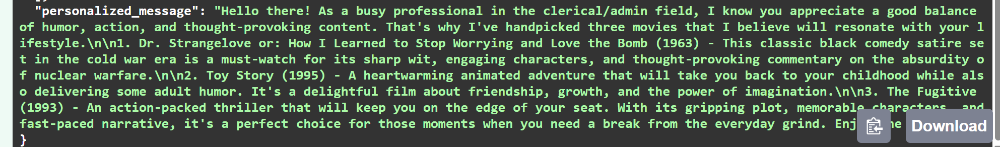 "personalized_message": "Hello there! As a busy professional in the clerical/admin field, I know you appreciate a good balance
of humor, action, and thought-provoking content. That's why I've handpicked three movies that I believe will resonate with your l
ifestyle.\n\n1. Dr. Strangelove or: How I Learned to Stop Worrying and Love the Bomb (1963) - This classic black comedy satire se
t in the cold war era is a must-watch for its sharp wit, engaging characters, and thought-provoking commentary on the absurdity o
f nuclear warfare.\n\n2. Toy Story (1995) - A heartwarming animated adventure that will take you back to your childhood while als
o delivering some adult humor. It's a delightful film about friendship, growth, and the power of imagination.\n\n3. The Fugitive
(1993) - An action-packed thriller that will keep you on the edge of your seat. With its gripping plot, memorable characters, and
fast-paced narrative, it's a perfect choice for those moments when you need a break from the everyday grind.
}
Download